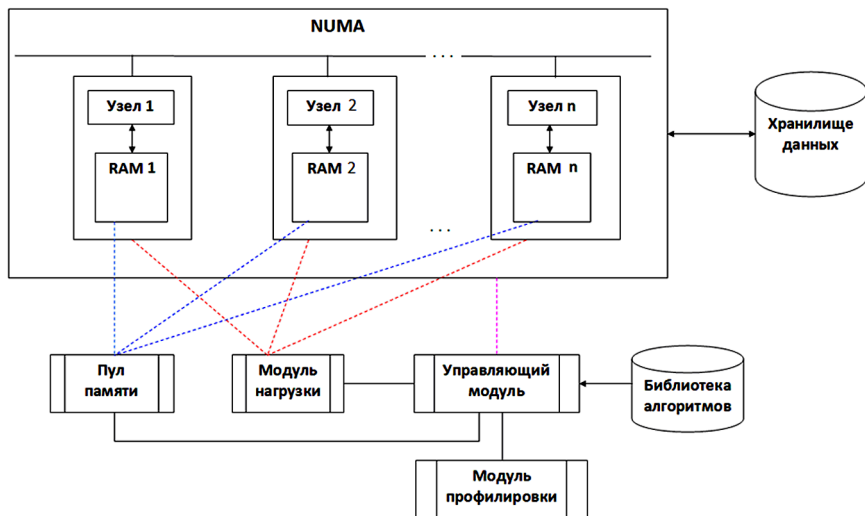 NUMA
. . .
Узел 1
Узел 2
Узел n
RAM 1
RAM 2
RAM n
. . .
Хранилище
данных
Пул
памяти
Модуль
нагрузки
Управляющий
модуль
Библиотека
алгоритмов
Модуль
профилировки